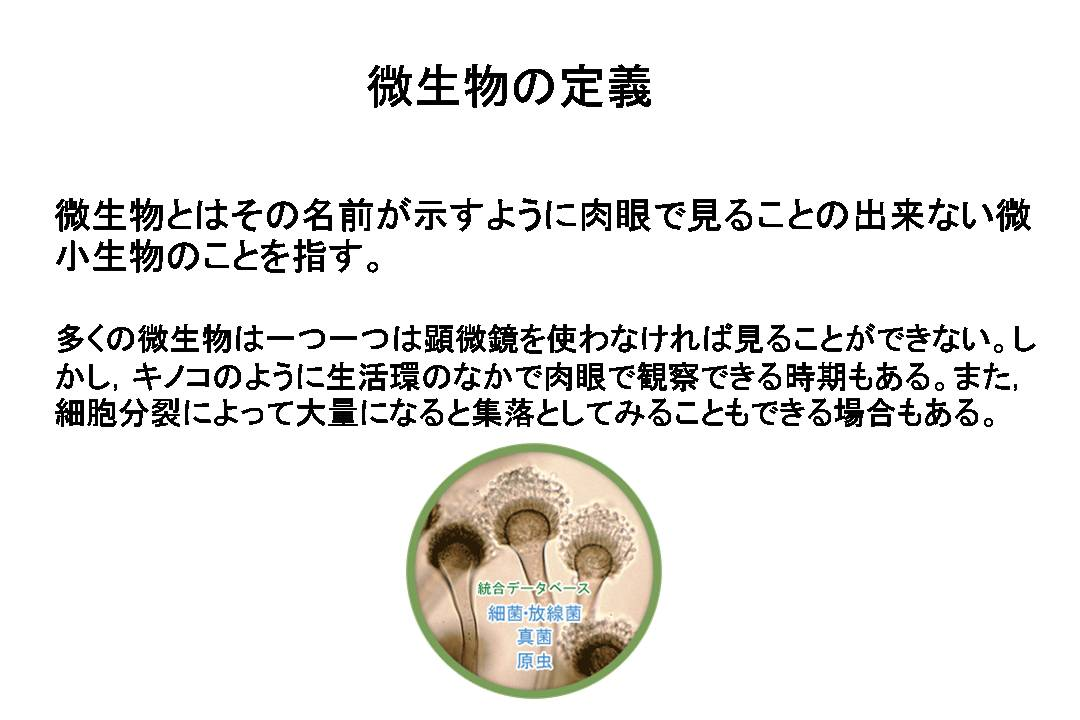 微生物の定義
微生物とはその名前が示すように肉眼で見ることの出来ない微
小生物のことを指す。
多くの微生物は一つ一つは顕微鏡を使わなければ見ることができない。し
かし，キノコのように生活環のなかで肉眼で観察できる時期もある。また，
細胞分裂によって大量になると集落としてみることもできる場合もある。
統合データベース
細菌・放線菌
真菌
原虫